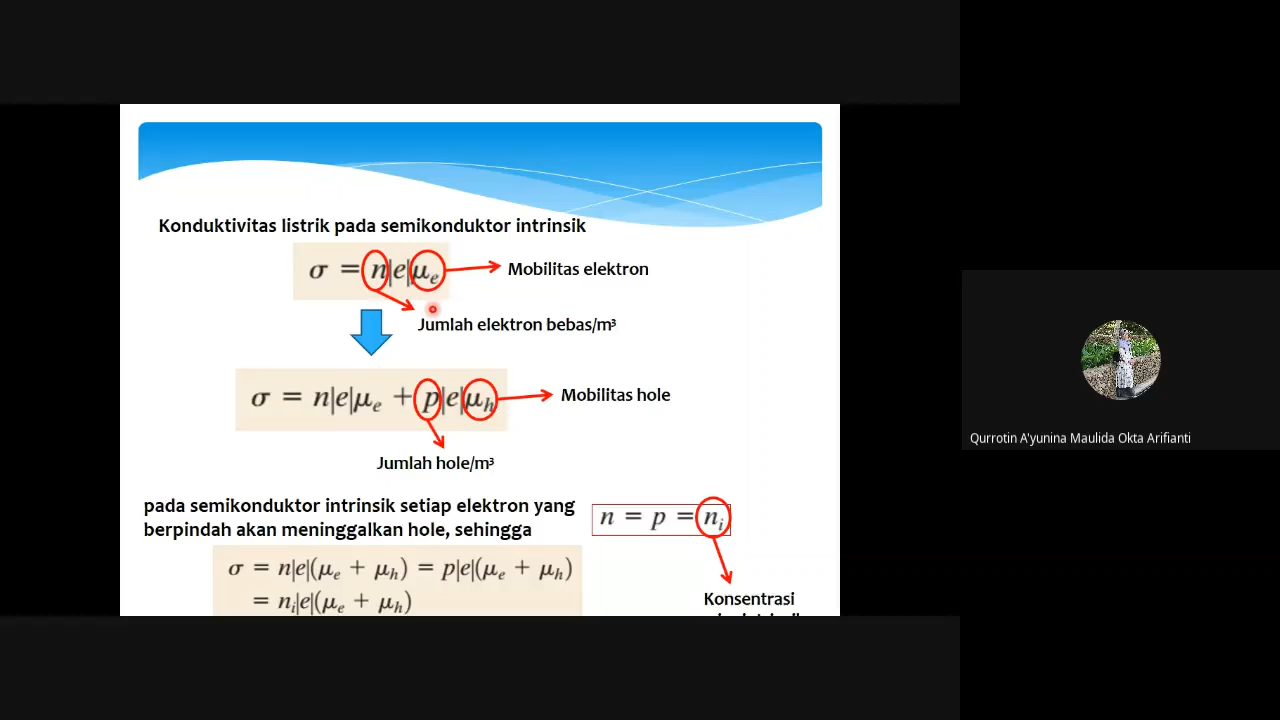 Konduktivitas listrik pada semikonduktor intrinsik
σ = n|e|μₑ
Mobilitas elektron
Jumlah elektron bebas/m³
σ = n|e|μₑ + p|e|μₕ
Mobilitas hole
Jumlah hole/m³
pada semikonduktor intrinsik setiap elektron yang
berpindah akan meninggalkan hole, sehingga
n = p = nᵢ
σ = n|e|(μₑ + μₕ) = p|e|(μₑ + μₕ)
= nᵢ|e|(μₑ + μₕ)
Konsentrasi
Qurrotin A'yunina Maulida Okta Arifianti